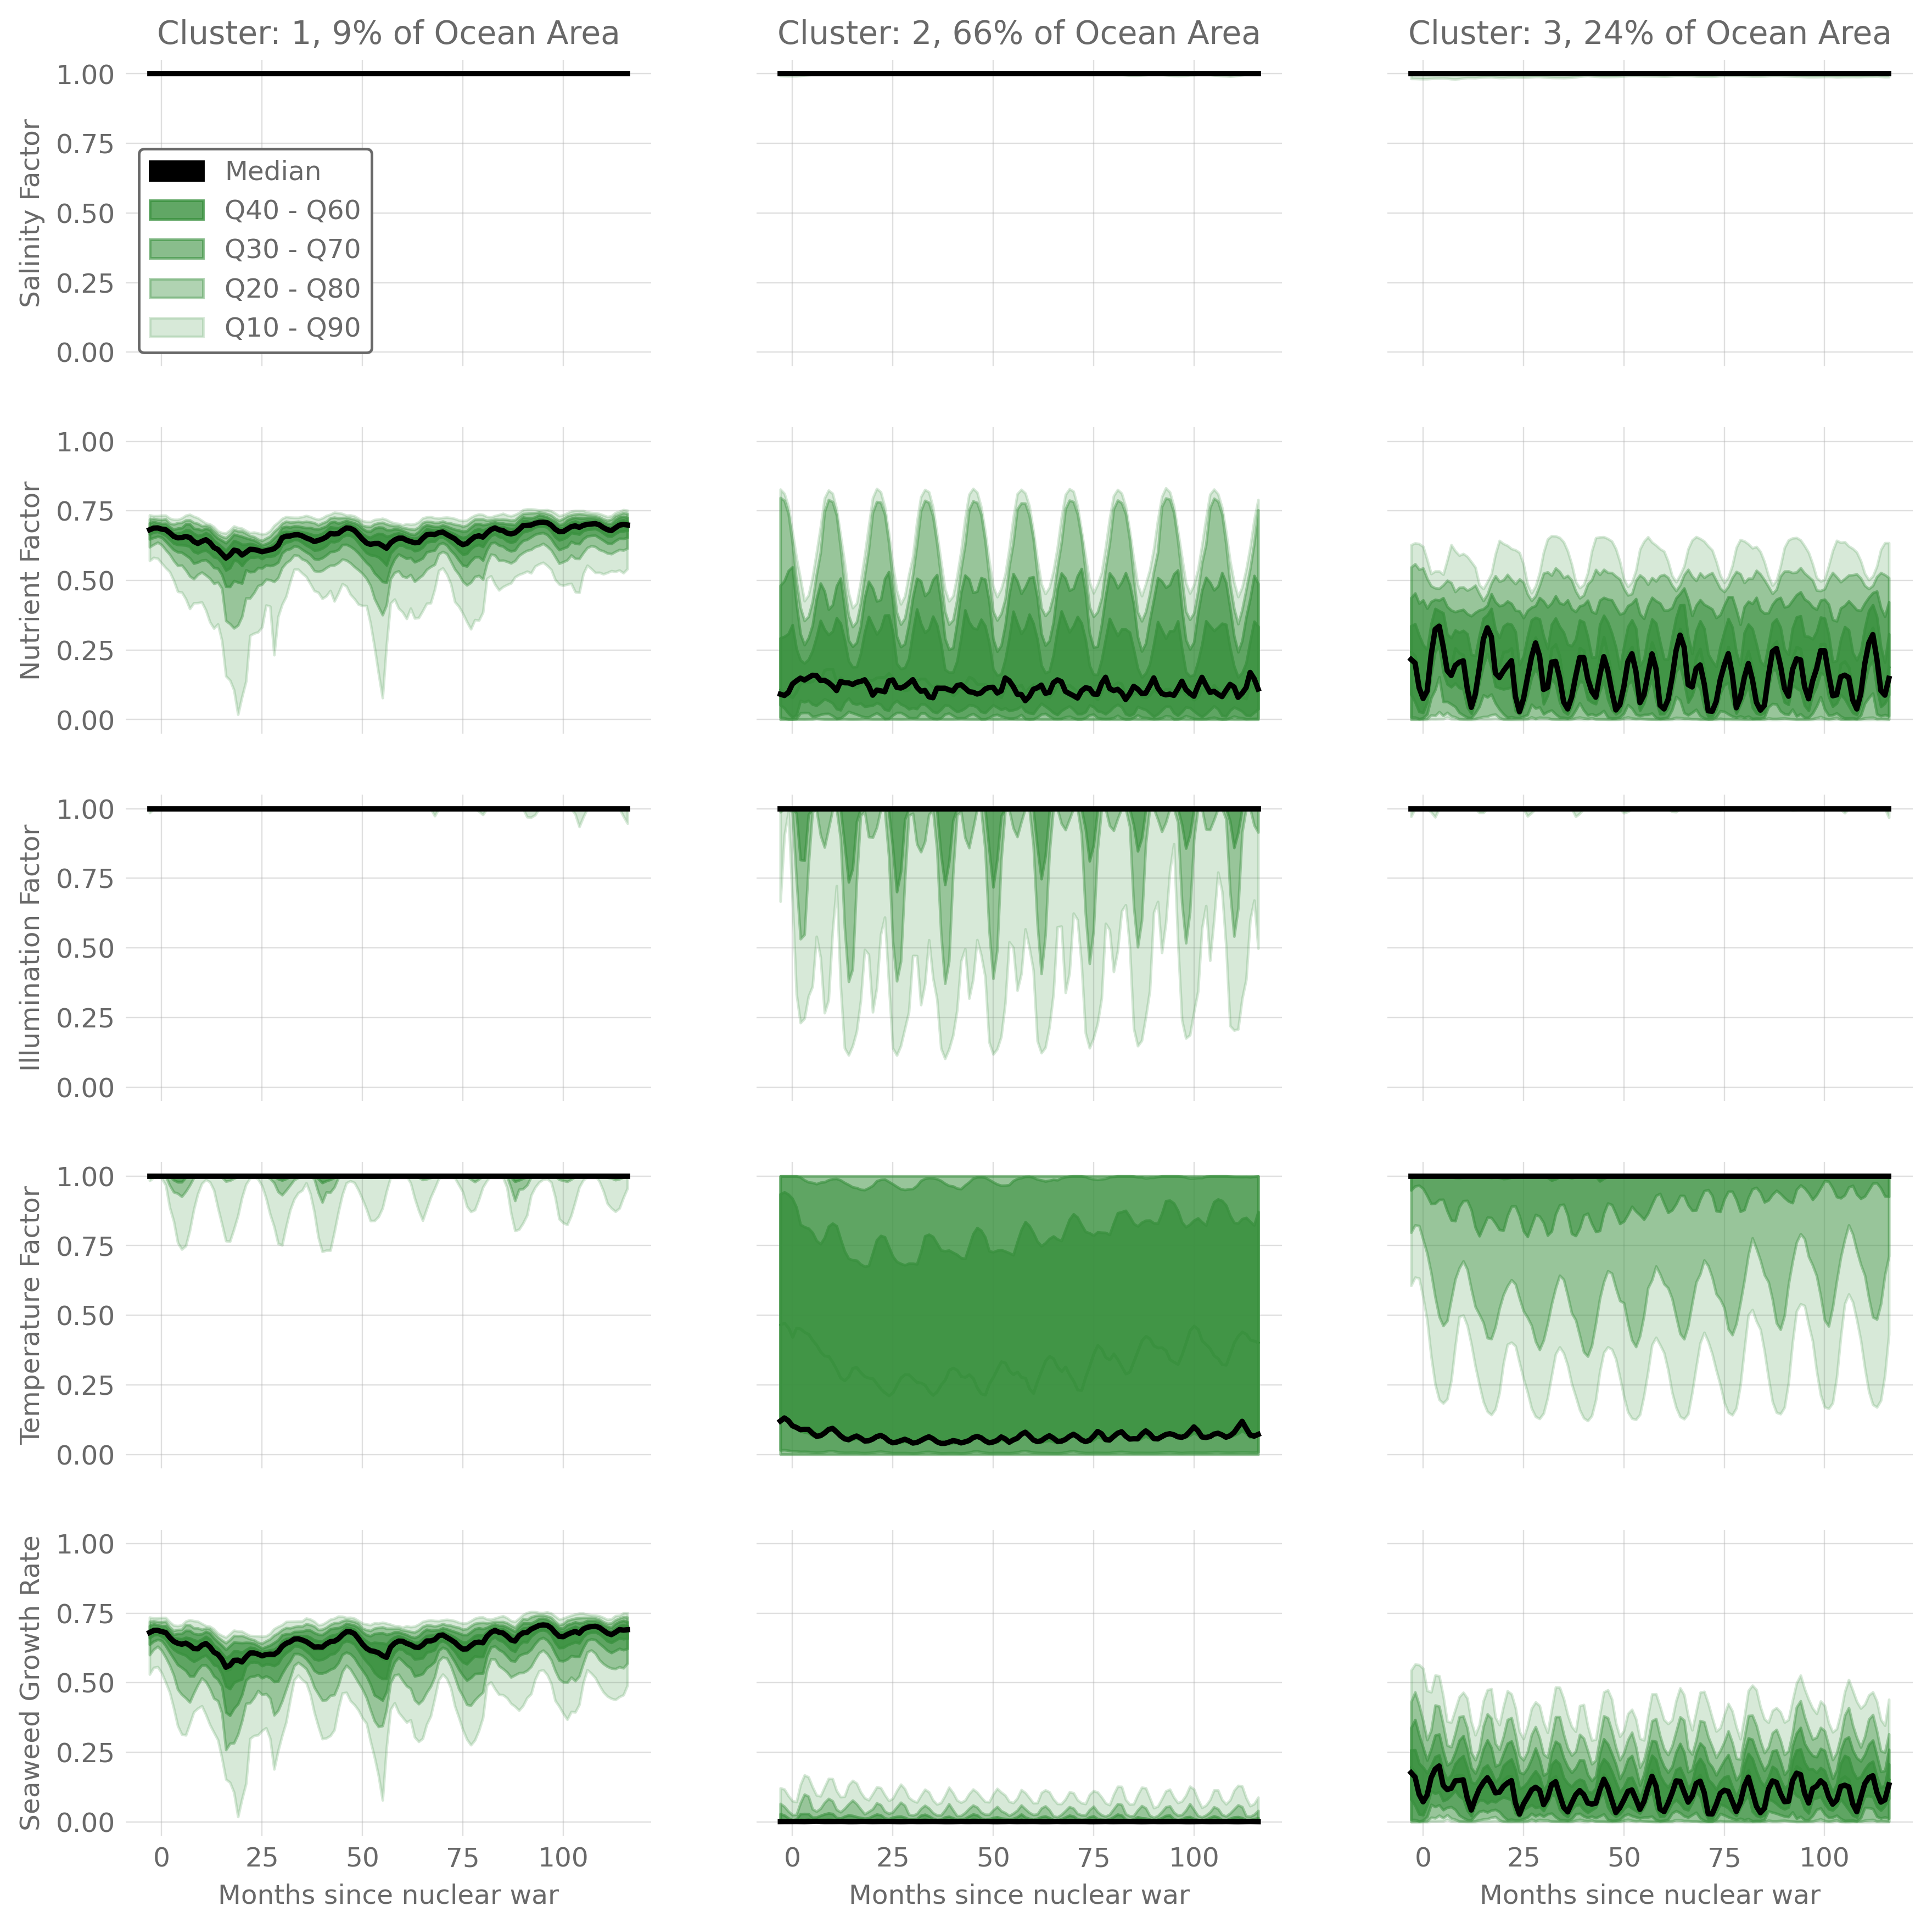 Cluster: 1, 9% of Ocean Area
Cluster: 2, 66% of Ocean Area
Cluster: 3, 24% of Ocean Area
Salinity Factor
1.00
0.75
0.50
0.25
0.00
Median
Q40 - Q60
Q30 - Q70
Q20 - Q80
Q10 - Q90
Nutrient Factor
1.00
0.75
0.50
0.25
0.00
Illumination Factor
1.00
0.75
0.50
0.25
0.00
Temperature Factor
1.00
0.75
0.50
0.25
0.00
Seaweed Growth Rate
1.00
0.75
0.50
0.25
0.00
0 25 50 75 100
0 25 50 75 100
0 25 50 75 100
Months since nuclear war
Months since nuclear war
Months since nuclear war